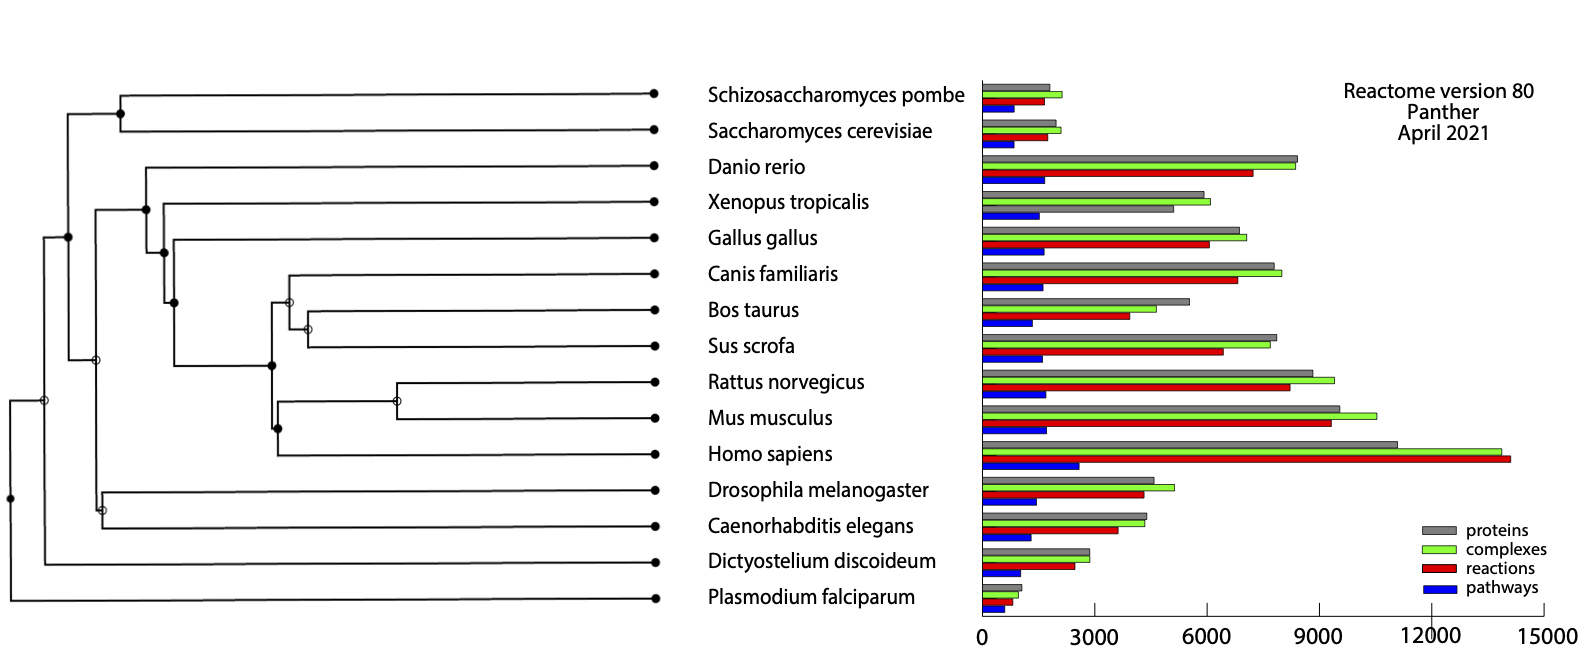 Schizosaccharomyces pombe
Saccharomyces cerevisiae
Danio rerio
Xenopus tropicalis
Gallus gallus
Canis familiaris
Bos taurus
Sus scrofa
Rattus norvegicus
Mus musculus
Homo sapiens
Drosophila melanogaster
Caenorhabditis elegans
Dictyostelium discoideum
Plasmodium falciparum
Reactome version 80
Panther
April 2021
proteins
complexes
reactions
pathways
0 3000 6000 9000 12000 15000